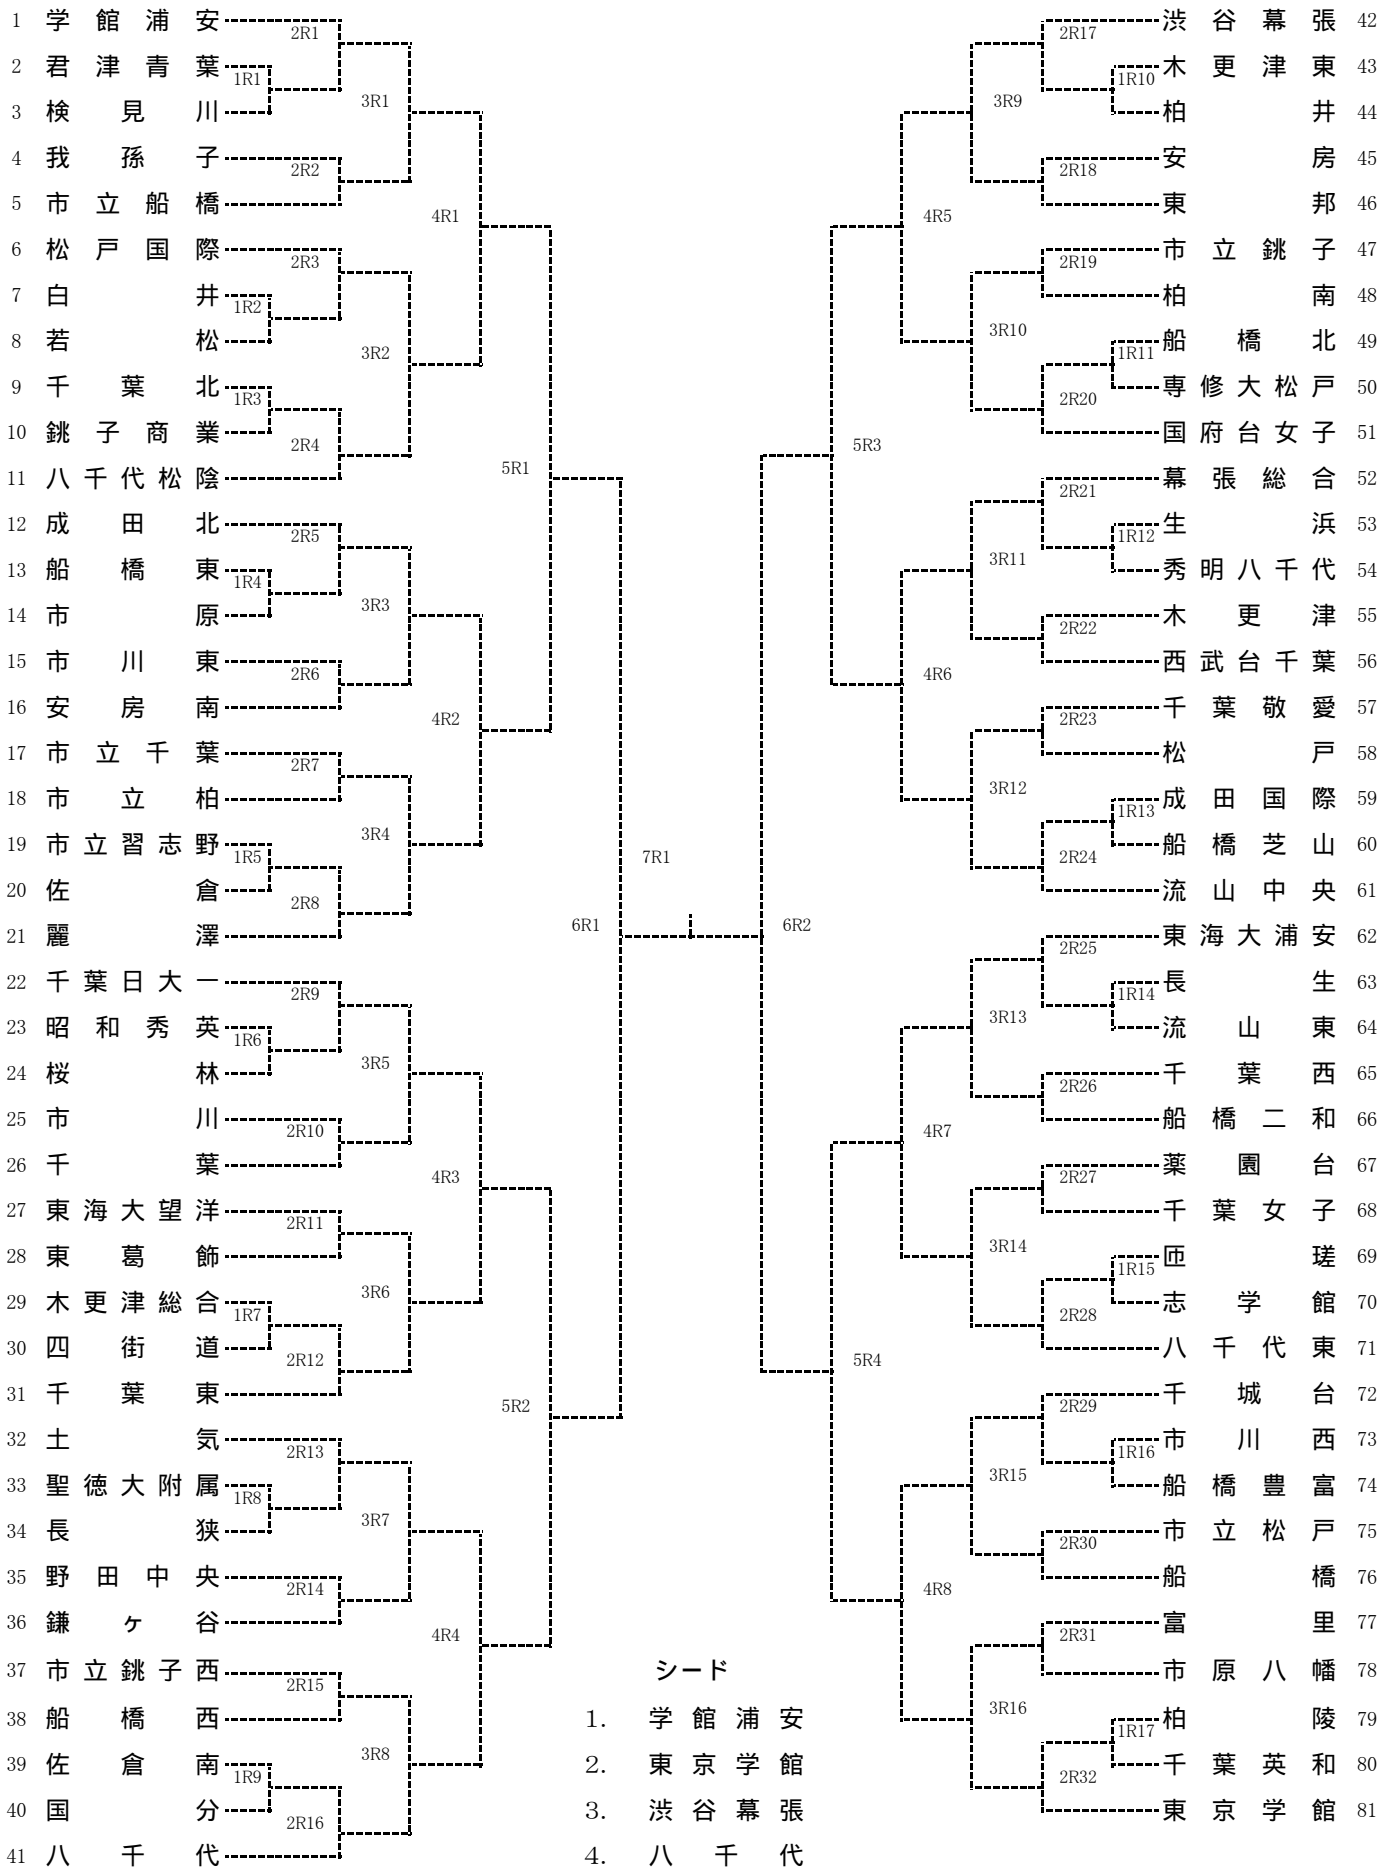 1 学館浦安
2 君津青葉
3 検見川
4 我孫子
5 市立船橋
6 松戸国際
7 白井
8 若松
9 千葉北
10 銚子商業
11 八千代松陰
12 成田北
13 船橋東
14 市原
15 市川東
16 安房南
17 市立千葉
18 市立柏
19 市立習志野
20 佐倉
21 麗澤
22 千葉日大一
23 昭和秀英
24 桜林
25 市川
26 千葉
27 東海大望洋
28 東葛飾
29 木更津総合
30 四街道
31 千葉東
32 土気
33 聖徳大附属
34 長狭
35 野田中央
36 鎌ヶ谷
37 市立銚子西
38 船橋西
39 佐倉南
40 国分
41 八千代
1R1
1R2
1R3
1R4
1R5
1R6
1R7
1R8
1R9
2R1
2R2
2R3
2R4
2R5
2R6
2R7
2R8
2R9
2R10
2R11
2R12
2R13
2R14
2R15
2R16
3R1
3R2
3R3
3R4
3R5
3R6
3R7
3R8
4R1
4R2
4R3
4R4
5R1
5R2
6R1
7R1
6R2
5R3
5R4
4R5
4R6
4R7
4R8
3R9
3R10
3R11
3R12
3R13
3R14
3R15
3R16
2R17
2R18
2R19
2R20
2R21
2R22
2R23
2R24
2R25
2R26
2R27
2R28
2R29
2R30
2R31
2R32
1R10
1R11
1R12
1R13
1R14
1R15
1R16
1R17
渋谷幕張 42
木更津東 43
柏井 44
安房 45
東邦 46
市立銚子 47
柏南 48
船橋北 49
専修大松戸 50
国府台女子 51
幕張総合 52
生浜 53
秀明八千代 54
木更津 55
西武台千葉 56
千葉敬愛 57
松戸 58
成田国際 59
船橋芝山 60
流山中央 61
東海大浦安 62
長生 63
流山東 64
千葉西 65
船橋二和 66
薬園台 67
千葉女子 68
匝瑳 69
志学館 70
八千代東 71
千城台 72
市川西 73
船橋豊富 74
市立松戸 75
船橋 76
富里 77
市原八幡 78
柏陵 79
千葉英和 80
東京学館 81
シード
1. 学館浦安
2. 東京学館
3. 渋谷幕張
4. 八千代